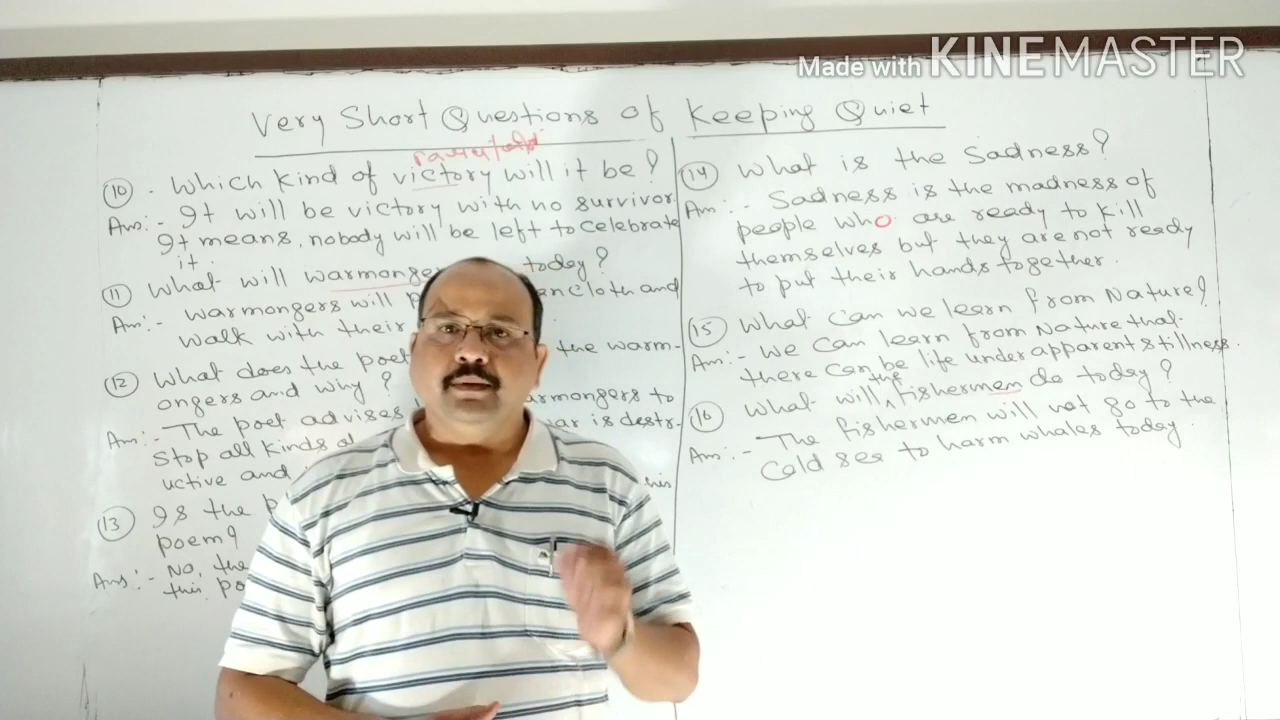 Made with KINEMASTER
Very Short Questions of Keeping Quiet
(10) - Which kind of victory will it be?
Ans:- It will be victory with no survivor.
It means, nobody will be left to celebrate
it.
(11) What will warmonger today?
Ans:- Warmongers will cloth and
walk with their
(12) What does the poet the warm-
ongers and why?
Ans:- The poet advises warmongers to
stop all kinds of war is destr-
uctive and
(13) Is the his
poem?
Ans:- No, the
this
(14) What is the Sadness?
Ans:- - Sadness is the madness of
people who are ready to kill
themselves but they are not ready
to put their hands together.
(15) What can we learn from Nature?
Ans:- We can learn from Nature that
there can be life under apparent stillness.
(16) What will the fishermen do today?
Ans:- The fishermen will not go to the
cold sea to harm whales today.